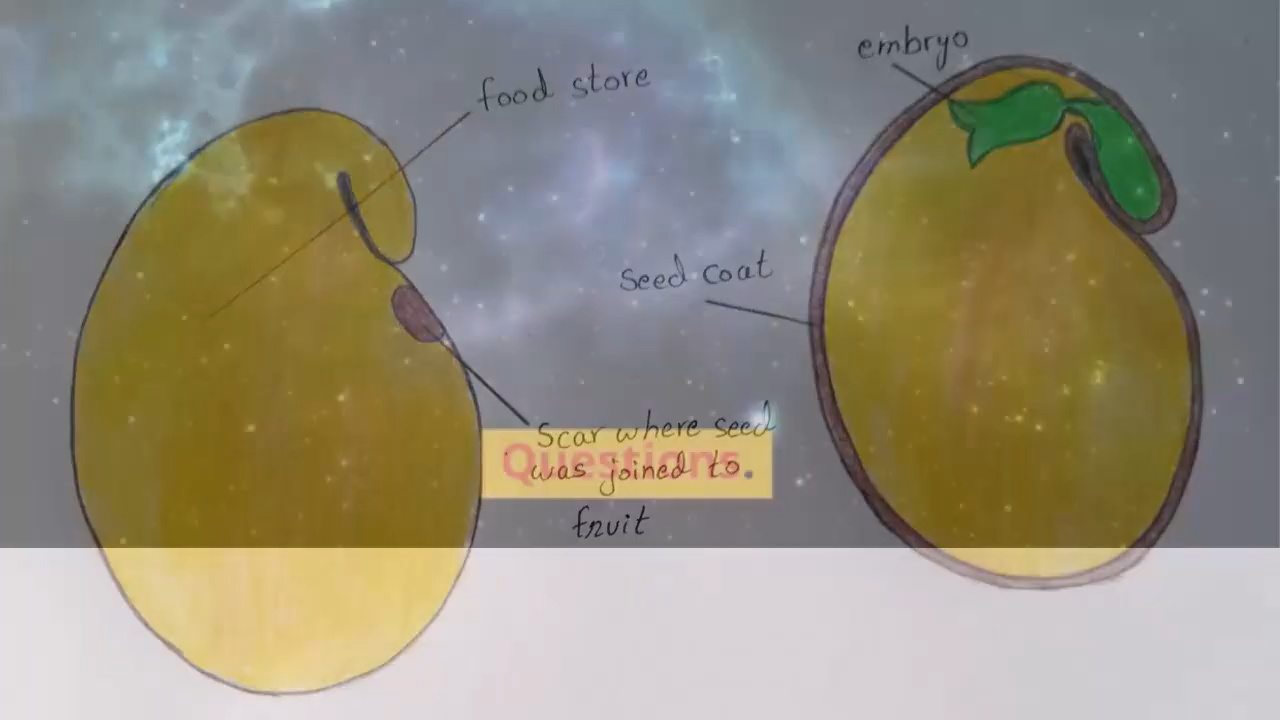 embryo
food store
seed coat
Scar where seed
was joined to
fruit
Questions.